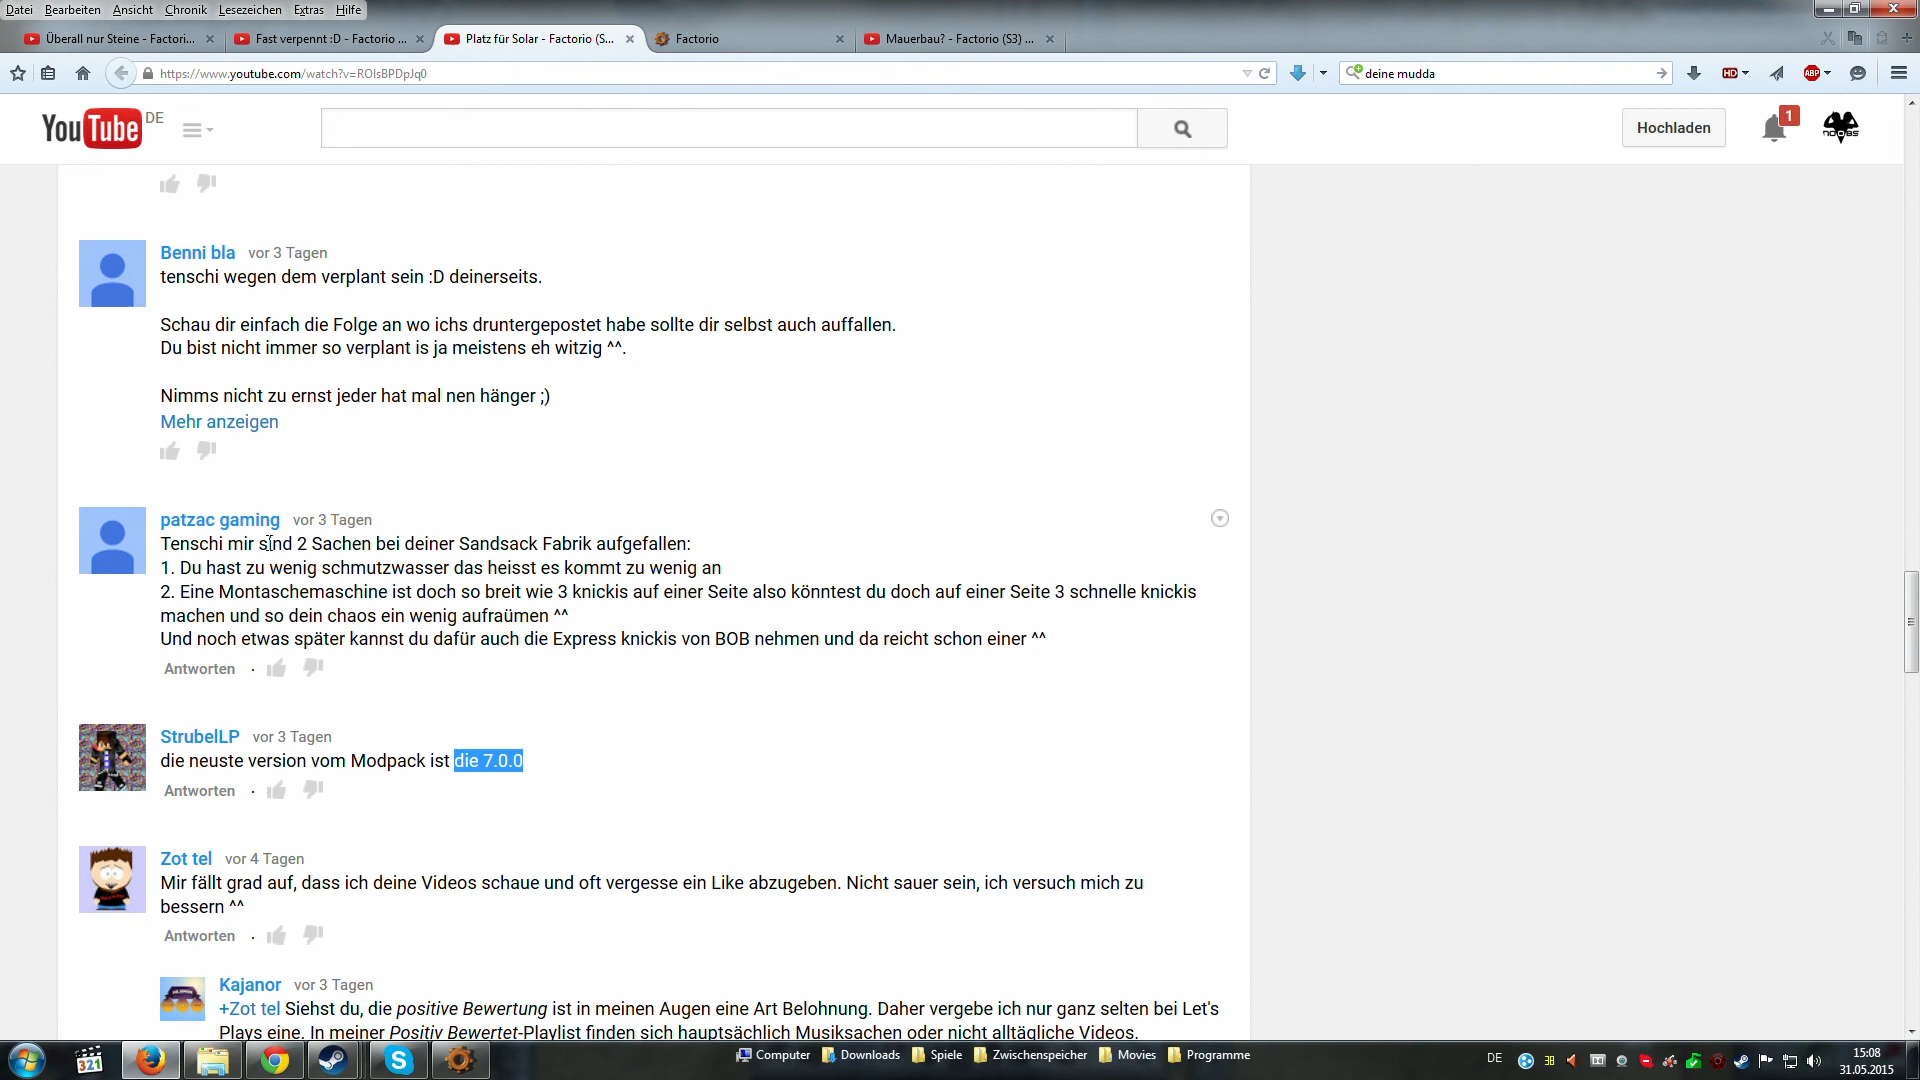 Datei Bearbeiten Ansicht Chronik Lesezeichen Extras Hilfe
Überall nur Steine - Factori... Fast verpennt :D - Factorio ... Platz für Solar - Factorio (S... Factorio Mauerbau? - Factorio (S3) ...
https://www.youtube.com/watch?v=ROlsBPDpJq0 deine mudda HD ABP
YouTube DE Hochladen 1
Benni bla vor 3 Tagen
tenschi wegen dem verplant sein :D deinerseits.
Schau dir einfach die Folge an wo ichs druntergepostet habe sollte dir selbst auch auffallen.
Du bist nicht immer so verplant is ja meistens eh witzig ^^.
Nimms nicht zu ernst jeder hat mal nen hänger ;)
Mehr anzeigen
patzac gaming vor 3 Tagen
Tenschi mir sind 2 Sachen bei deiner Sandsack Fabrik aufgefallen:
1. Du hast zu wenig schmutzwasser das heisst es kommt zu wenig an
2. Eine Montaschemaschine ist doch so breit wie 3 knickis auf einer Seite also könntest du doch auf einer Seite 3 schnelle knickis
machen und so dein chaos ein wenig aufraümen ^^
Und noch etwas später kannst du dafür auch die Express knickis von BOB nehmen und da reicht schon einer ^^
Antworten ·
StrubelLP vor 3 Tagen
die neuste version vom Modpack ist die 7.0.0
Antworten ·
Zot tel vor 4 Tagen
Mir fällt grad auf, dass ich deine Videos schaue und oft vergesse ein Like abzugeben. Nicht sauer sein, ich versuch mich zu
bessern ^^
Antworten ·
Kajanor vor 3 Tagen
+Zot tel Siehst du, die positive Bewertung ist in meinen Augen eine Art Belohnung. Daher vergebe ich nur ganz selten bei Let's
Plays eine. In meiner Positiv Bewertet-Playlist finden sich hauptsächlich Musiksachen oder nicht alltägliche Videos.
321 Computer Downloads Spiele Zwischenspeicher Movies Programme DE 38 15:08
31.05.2015